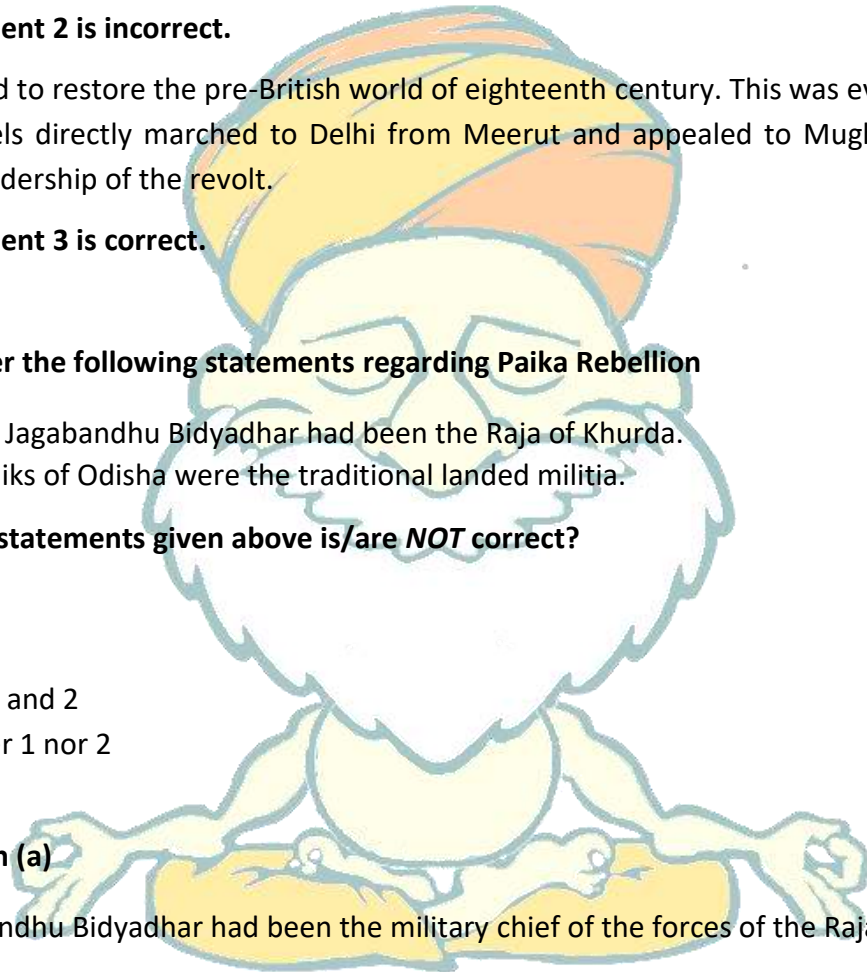 ent 2 is incorrect.
d to restore the pre-British world of eighteenth century. This was ev
ls directly marched to Delhi from Meerut and appealed to Mugh
dership of the revolt.
ent 3 is correct.
er the following statements regarding Paika Rebellion
Jagabandhu Bidyadhar had been the Raja of Khurda.
iks of Odisha were the traditional landed militia.
statements given above is/are NOT correct?
and 2
r 1 nor 2
n (a)
ndhu Bidyadhar had been the military chief of the forces of the Raja